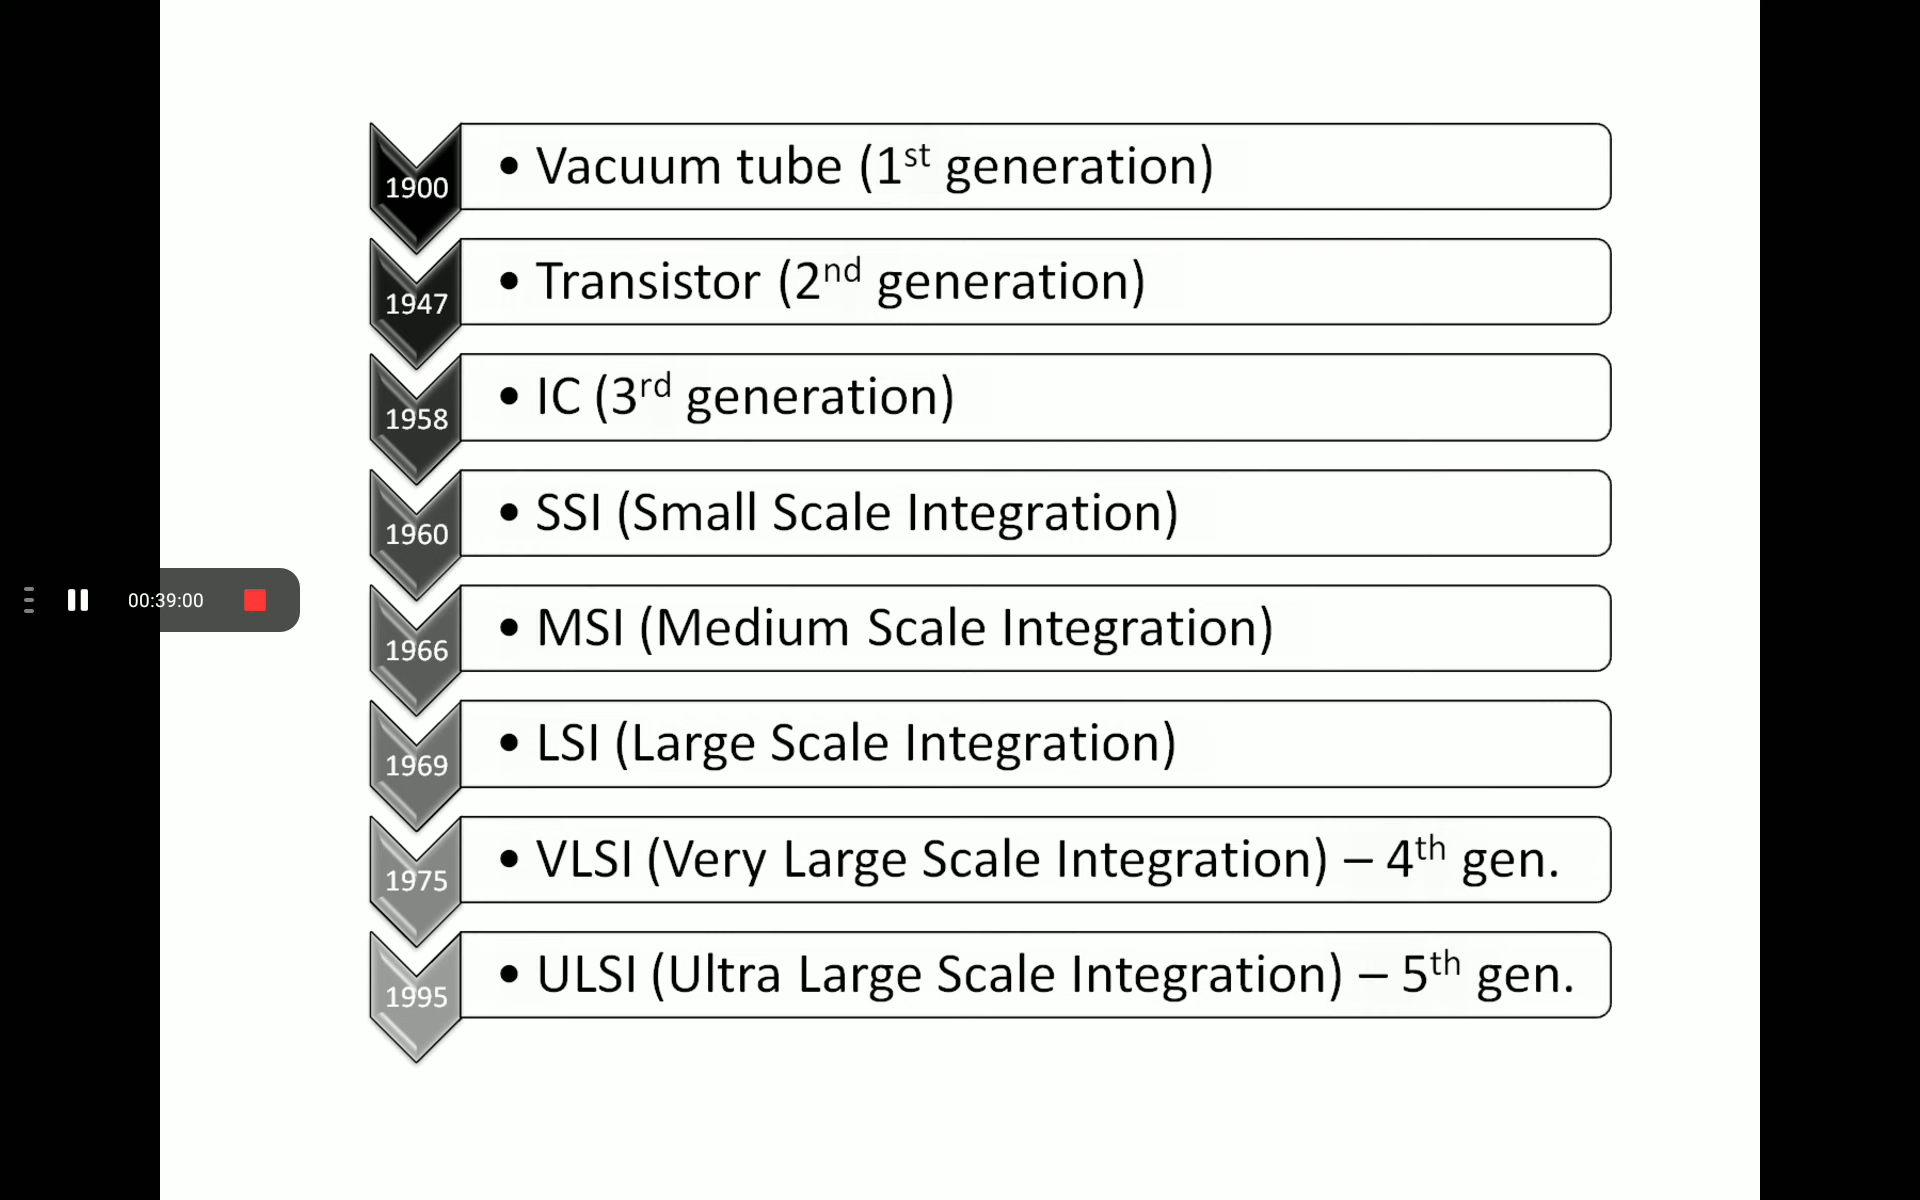 1900
• Vacuum tube (1st generation)
1947
• Transistor (2nd generation)
1958
• IC (3rd generation)
1960
• SSI (Small Scale Integration)
00:39:00
1966
• MSI (Medium Scale Integration)
1969
• LSI (Large Scale Integration)
1975
• VLSI (Very Large Scale Integration) – 4th gen.
1995
• ULSI (Ultra Large Scale Integration) – 5th gen.